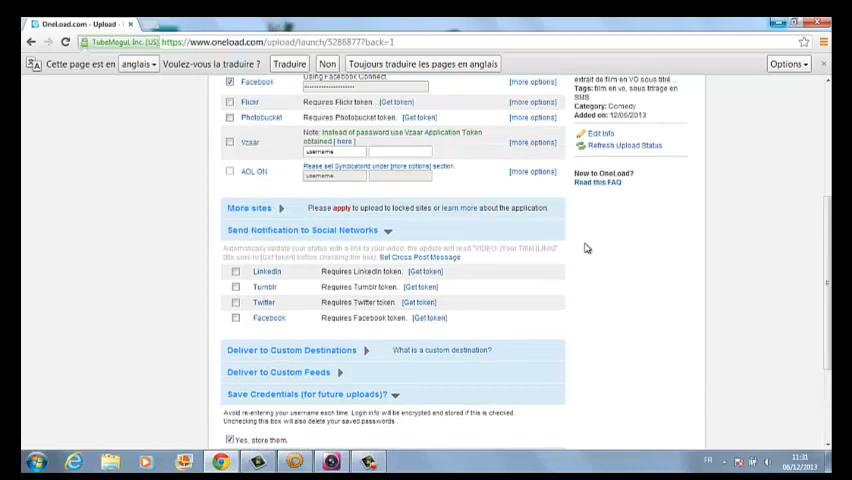 OneLoad.com - Upload -
TubeMogul, Inc. [US] https://www.oneload.com/upload/launch/5286877?back=1
Cette page est en anglais Voulez-vous la traduire ? Traduire Non Toujours traduire les pages en anglais Options
Facebook Using Facebook Connect [more options]
Flickr Requires Flickr token. [Get token] [more options]
Photobucket Requires Photobucket token. [Get token] [more options]
Vzaar Note: Instead of password use Vzaar Application Token
obtained [ here ] [more options]
username
AOL ON Please set SyndicatorId under [more options] section. [more options]
username
extrait de film en VO sous titré ...
Tags: film en vo, sous titrage en
SMS
Category: Comedy
Added on: 12/06/2013
Edit Info
Refresh Upload Status
New to OneLoad?
Read this FAQ
More sites Please apply to upload to locked sites or learn more about the application.
Send Notification to Social Networks
Automatically update your status with a link to your video; the update will read "VIDEO: [Your Title] [LINK]"
(Be sure to [Get token] before checking the box). Set Cross Post Message
LinkedIn Requires LinkedIn token. [Get token]
Tumblr Requires Tumblr token. [Get token]
Twitter Requires Twitter token. [Get token]
Facebook Requires Facebook token. [Get token]
Deliver to Custom Destinations What is a custom destination?
Deliver to Custom Feeds
Save Credentials (for future uploads)?
Avoid re-entering your username each time. Login info will be encrypted and stored if this is checked.
Unchecking this box will also delete your saved passwords.
Yes, store them.
FR 11:31
06/12/2013